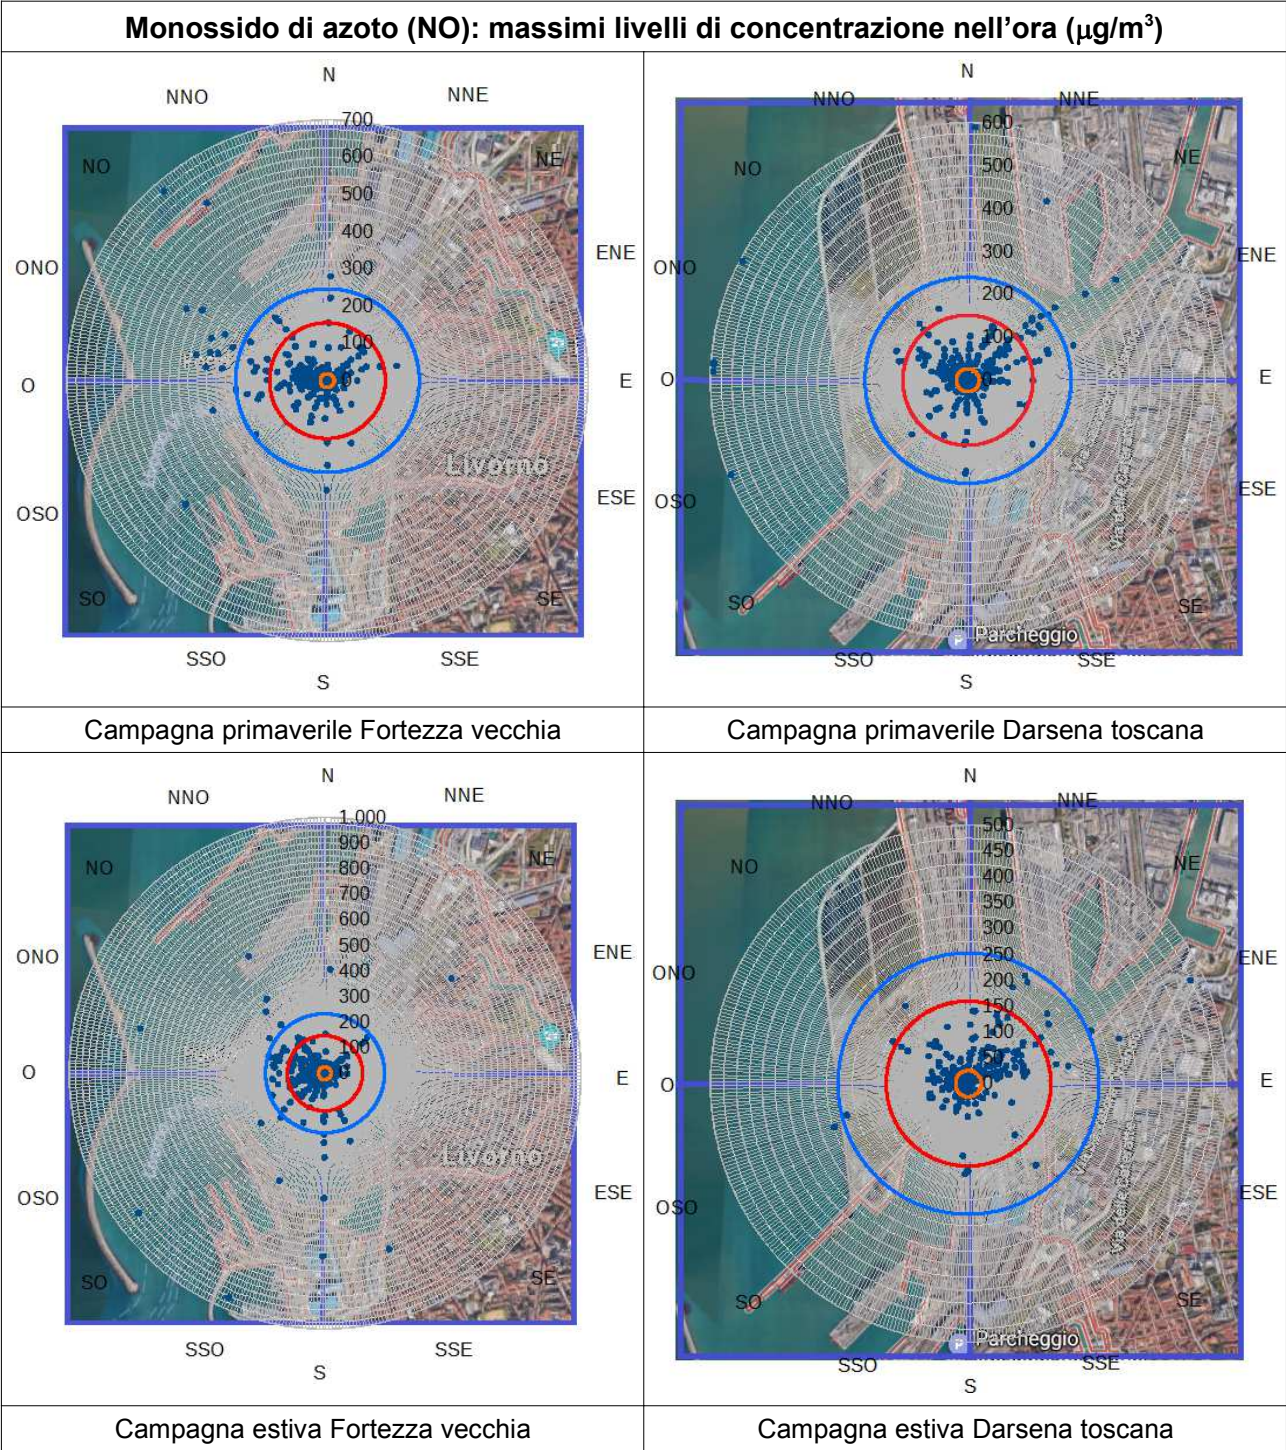 Monossido di azoto (NO): massimi livelli di concentrazione nell'ora (μg/m³)
N
NNO
NNE
700
600
500
400
300
200
100
0
NO
NE
ONO
ENE
O
E
Livorno
OSO
ESE
SO
SE
SSO
SSE
S
N
NNO
NNE
600
500
400
300
200
100
0
NO
NE
ONO
ENE
O
E
OSO
ESE
SO
SE
Parcheggio
SSO
SSE
S
Campagna primaverile Fortezza vecchia
Campagna primaverile Darsena toscana
N
NNO
NNE
1.000
900
800
700
600
500
400
300
200
100
0
NO
NE
ONO
ENE
O
E
Livorno
OSO
ESE
SO
SE
SSO
SSE
S
N
NNO
NNE
500
450
400
350
300
250
200
150
100
50
0
NO
NE
ONO
ENE
O
E
OSO
ESE
SO
SE
Parcheggio
SSO
SSE
S
Campagna estiva Fortezza vecchia
Campagna estiva Darsena toscana